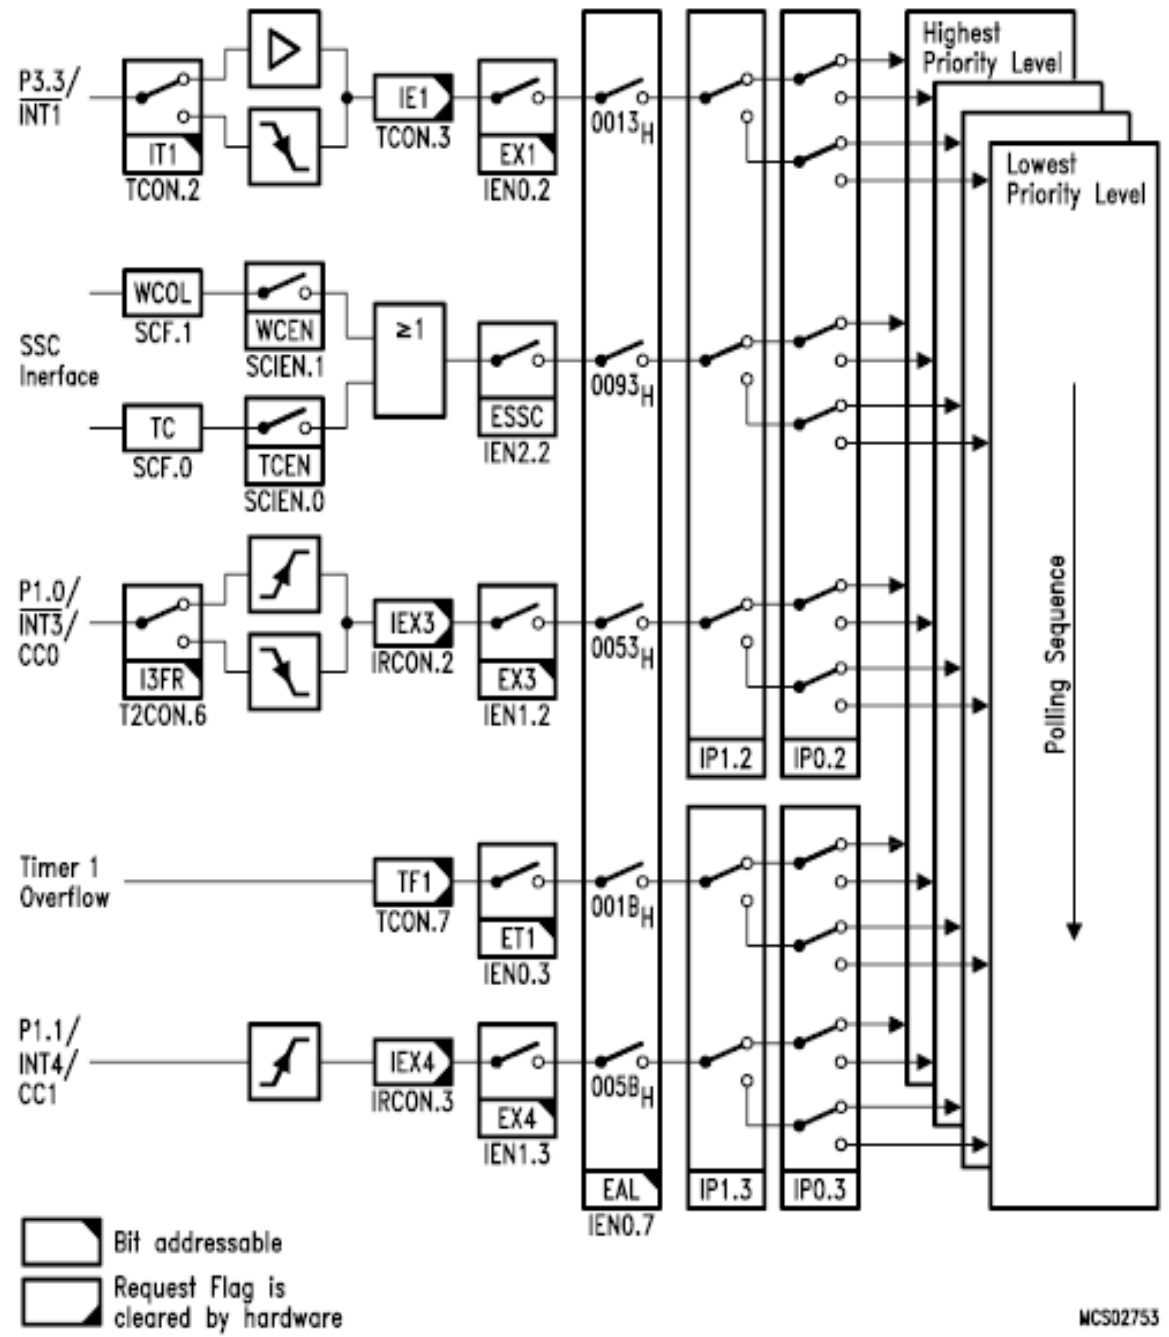 Highest
Priority Level
Lowest
Priority Level
P3.3/
INT1
IT1
TCON.2
IE1
TCON.3
EX1
IEN0.2
0013H
SSC
Inerface
WCOL
SCF.1
WCEN
SCIEN.1
TC
SCF.0
TCEN
SCIEN.0
≥1
ESSC
IEN2.2
0093H
P1.0/
INT3/
CC0
I3FR
T2CON.6
IEX3
IRCON.2
EX3
IEN1.2
0053H
IP1.2
IP0.2
Polling Sequence
Timer 1
Overflow
TF1
TCON.7
ET1
IEN0.3
001BH
P1.1/
INT4/
CC1
IEX4
IRCON.3
EX4
IEN1.3
005BH
EAL
IEN0.7
IP1.3
IP0.3
Bit addressable
Request Flag is
cleared by hardware
MCS02753